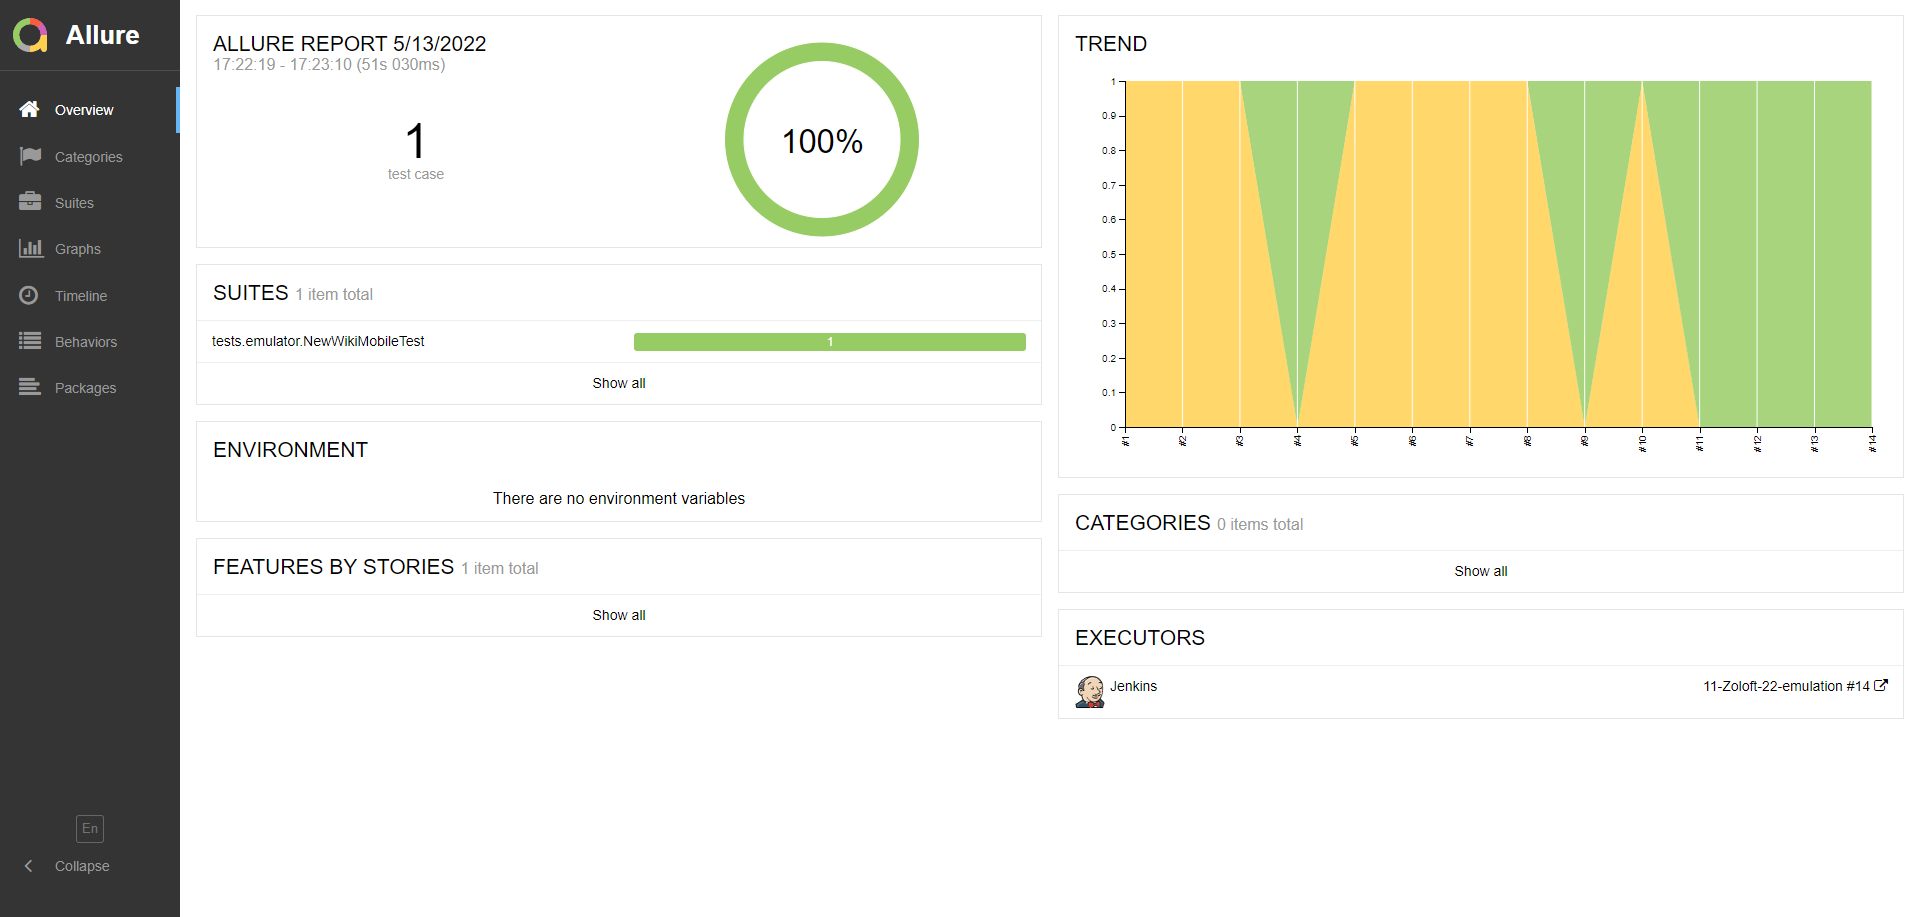 Allure
Overview
Categories
Suites
Graphs
Timeline
Behaviors
Packages
En
Collapse
ALLURE REPORT 5/13/2022
17:22:19 - 17:23:10 (51s 030ms)
1
test case
100%
SUITES 1 item total
tests.emulator.NewWikiMobileTest
1
Show all
ENVIRONMENT
There are no environment variables
FEATURES BY STORIES 1 item total
Show all
TREND
1
0.9
0.8
0.7
0.6
0.5
0.4
0.3
0.2
0.1
0
#1
#2
#3
#4
#5
#6
#7
#8
#9
#10
#11
#12
#13
#14
CATEGORIES 0 items total
Show all
EXECUTORS
Jenkins
11-Zoloft-22-emulation #14